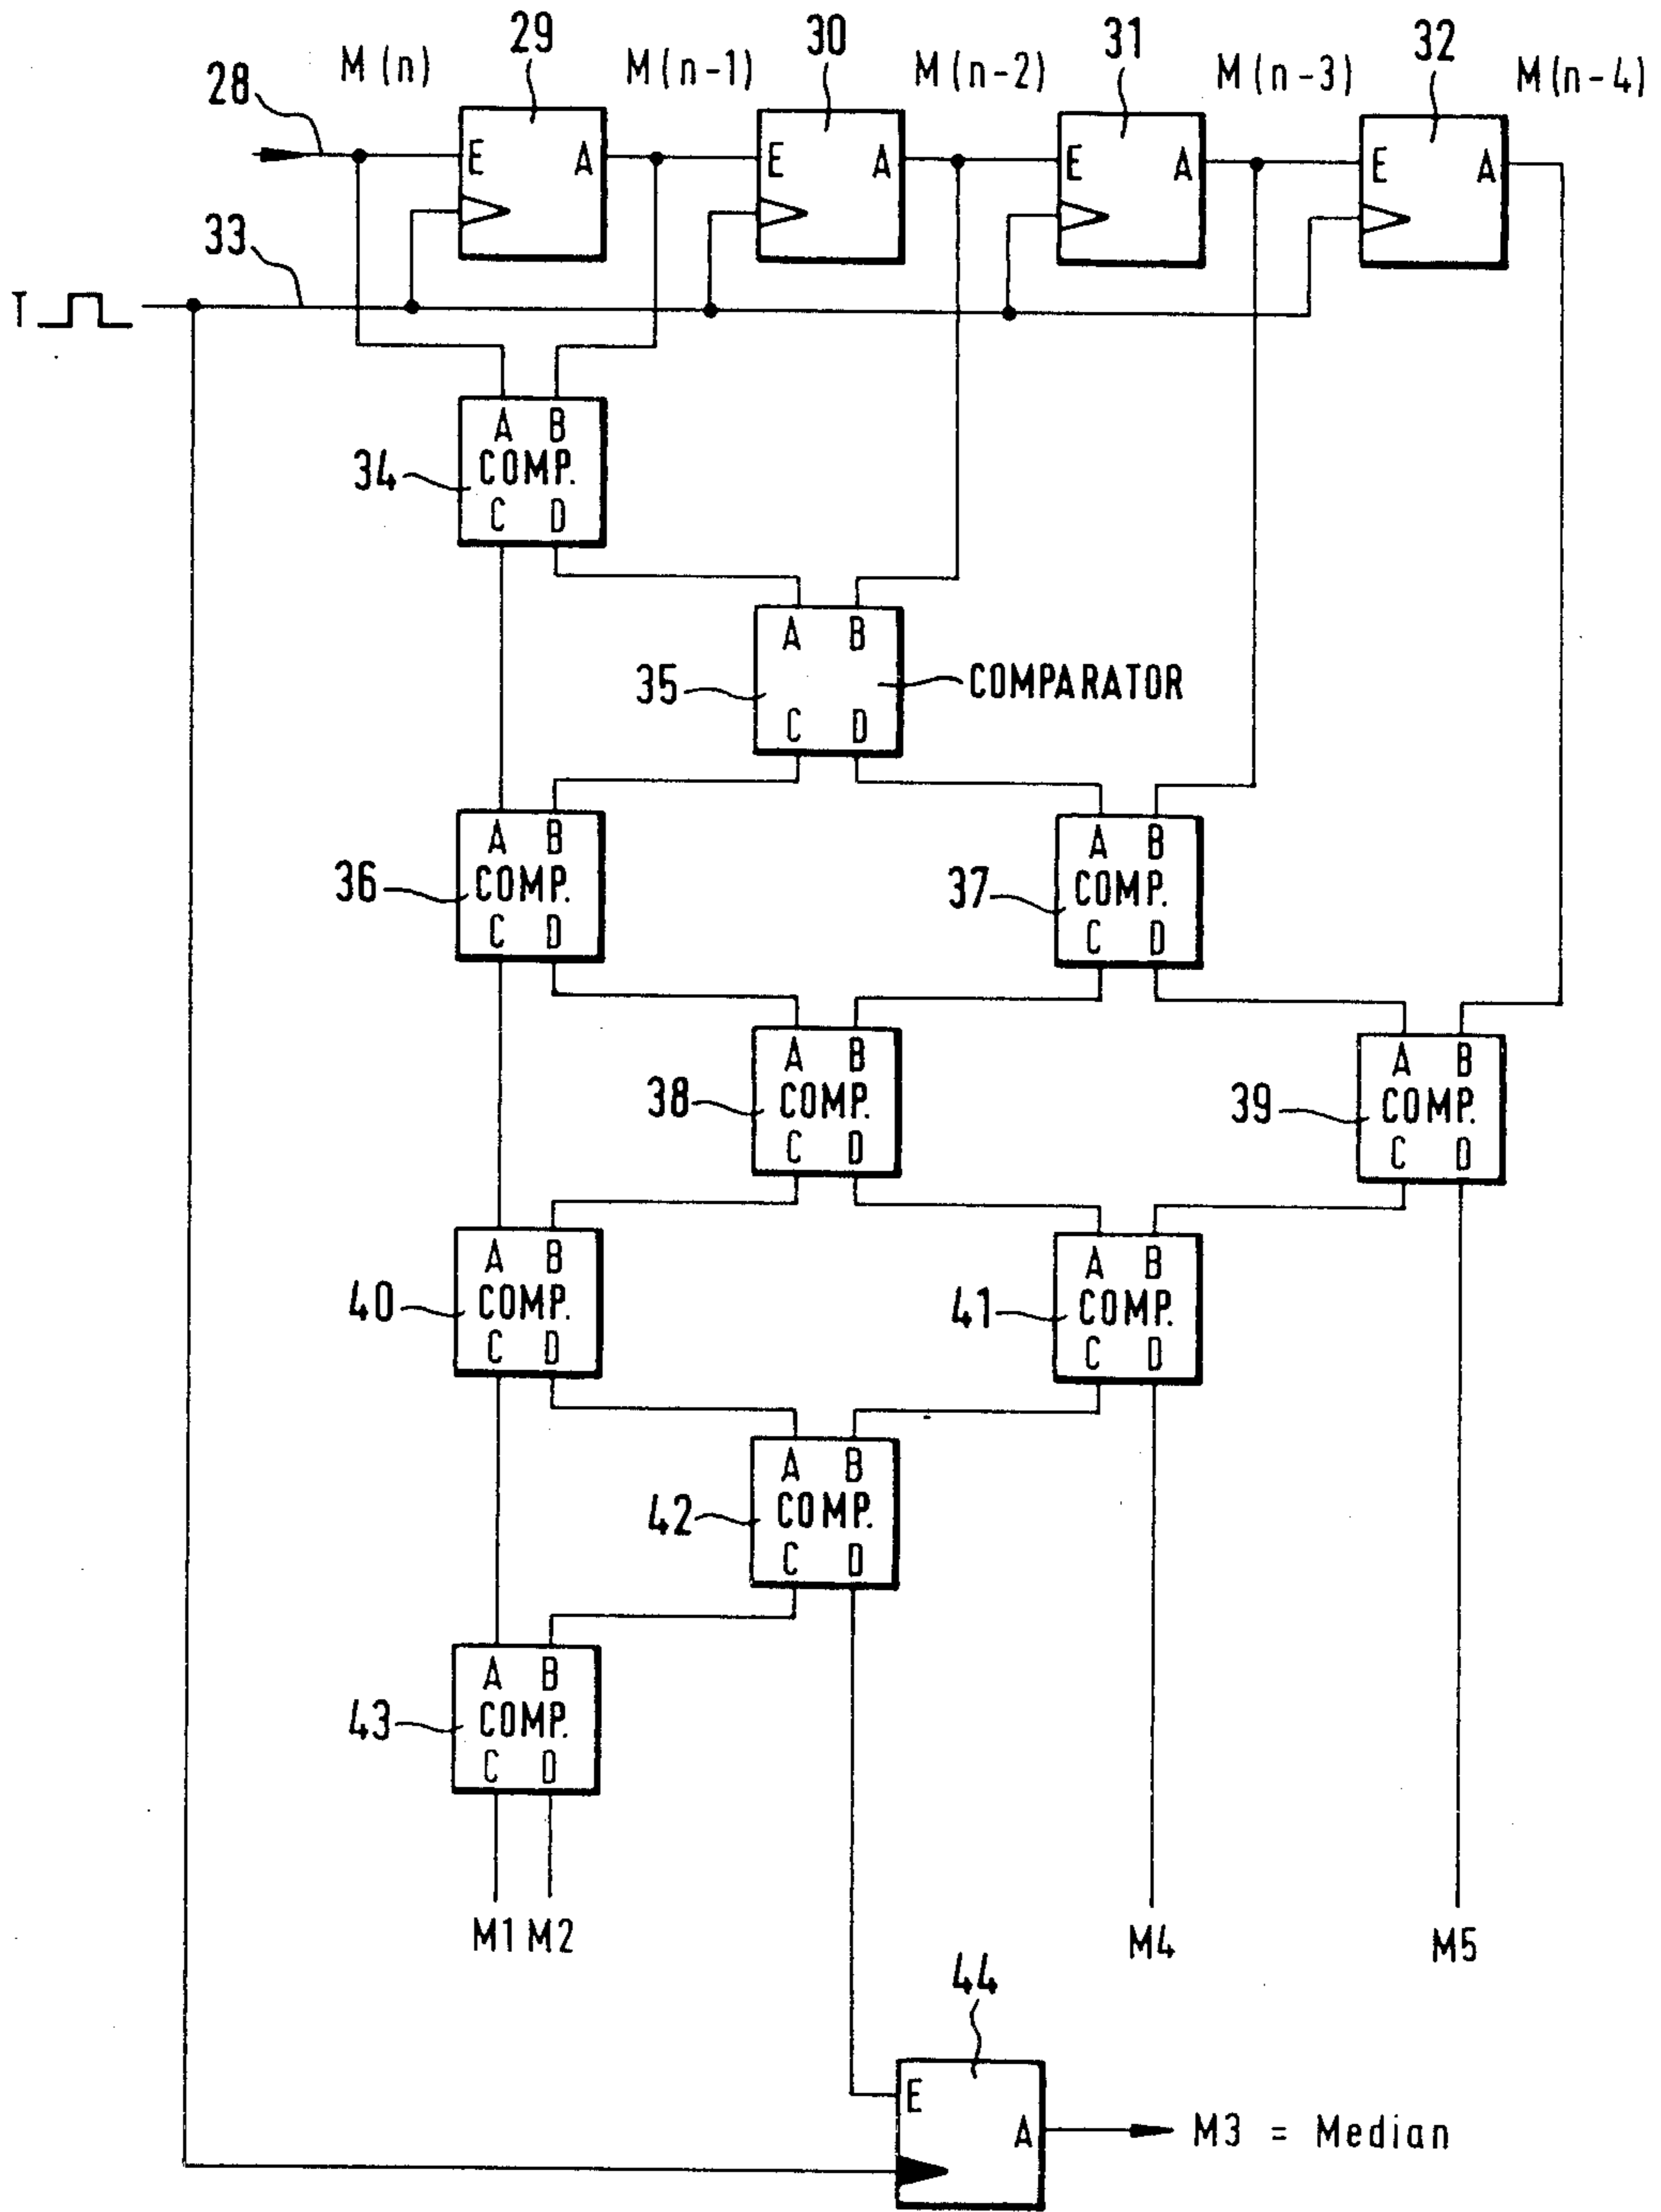 29 30 31 32
M(n) M(n-1) M(n-2) M(n-3) M(n-4)
28
E A E A E A E A
33
T
A B
COMP.
34
C D
A B
35 COMPARATOR
C D
A B A B
36 COMP. 37 COMP.
C D C D
A B A B
38 COMP. 39 COMP.
C D C D
A B A B
40 COMP. 41 COMP.
C D C D
A B
42 COMP.
C D
A B
43 COMP.
C D
M1 M2 M4 M5
44
E
A M3 = Median